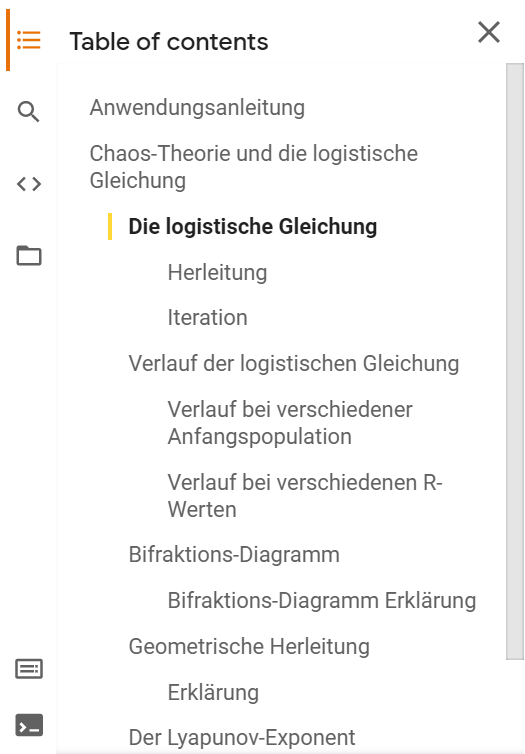 Table of contents
Anwendungsanleitung
Chaos-Theorie und die logistische
Gleichung
Die logistische Gleichung
Herleitung
Iteration
Verlauf der logistischen Gleichung
Verlauf bei verschiedener
Anfangspopulation
Verlauf bei verschiedenen R-
Werten
Bifraktions-Diagramm
Bifraktions-Diagramm Erklärung
Geometrische Herleitung
Erklärung
Der Lyapunov-Exponent